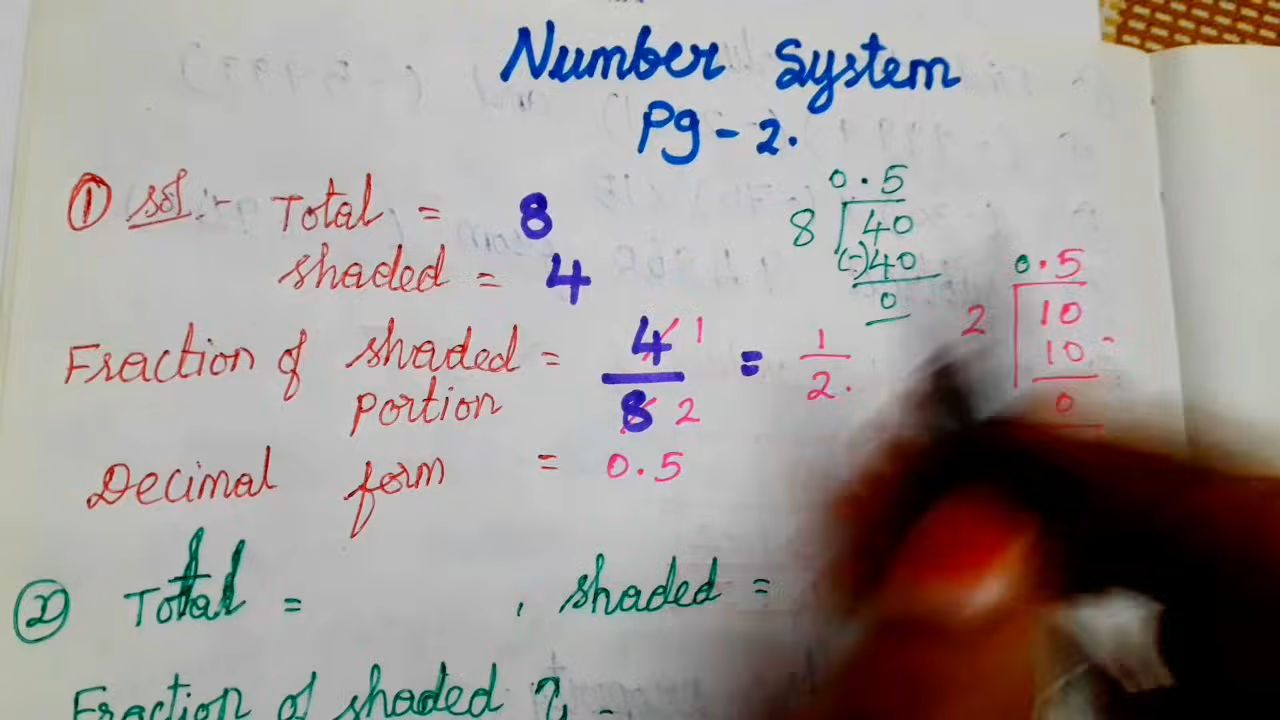 Number System
Pg - 2.
① Sol:- Total = 8
shaded = 4
Fraction of shaded portion = 4/8 1 2 = 1/2.
Decimal form = 0.5
0.5
8 40
(-)40
0
0.5
2 10
10 -
0
② Total = , shaded =
Fraction of shaded